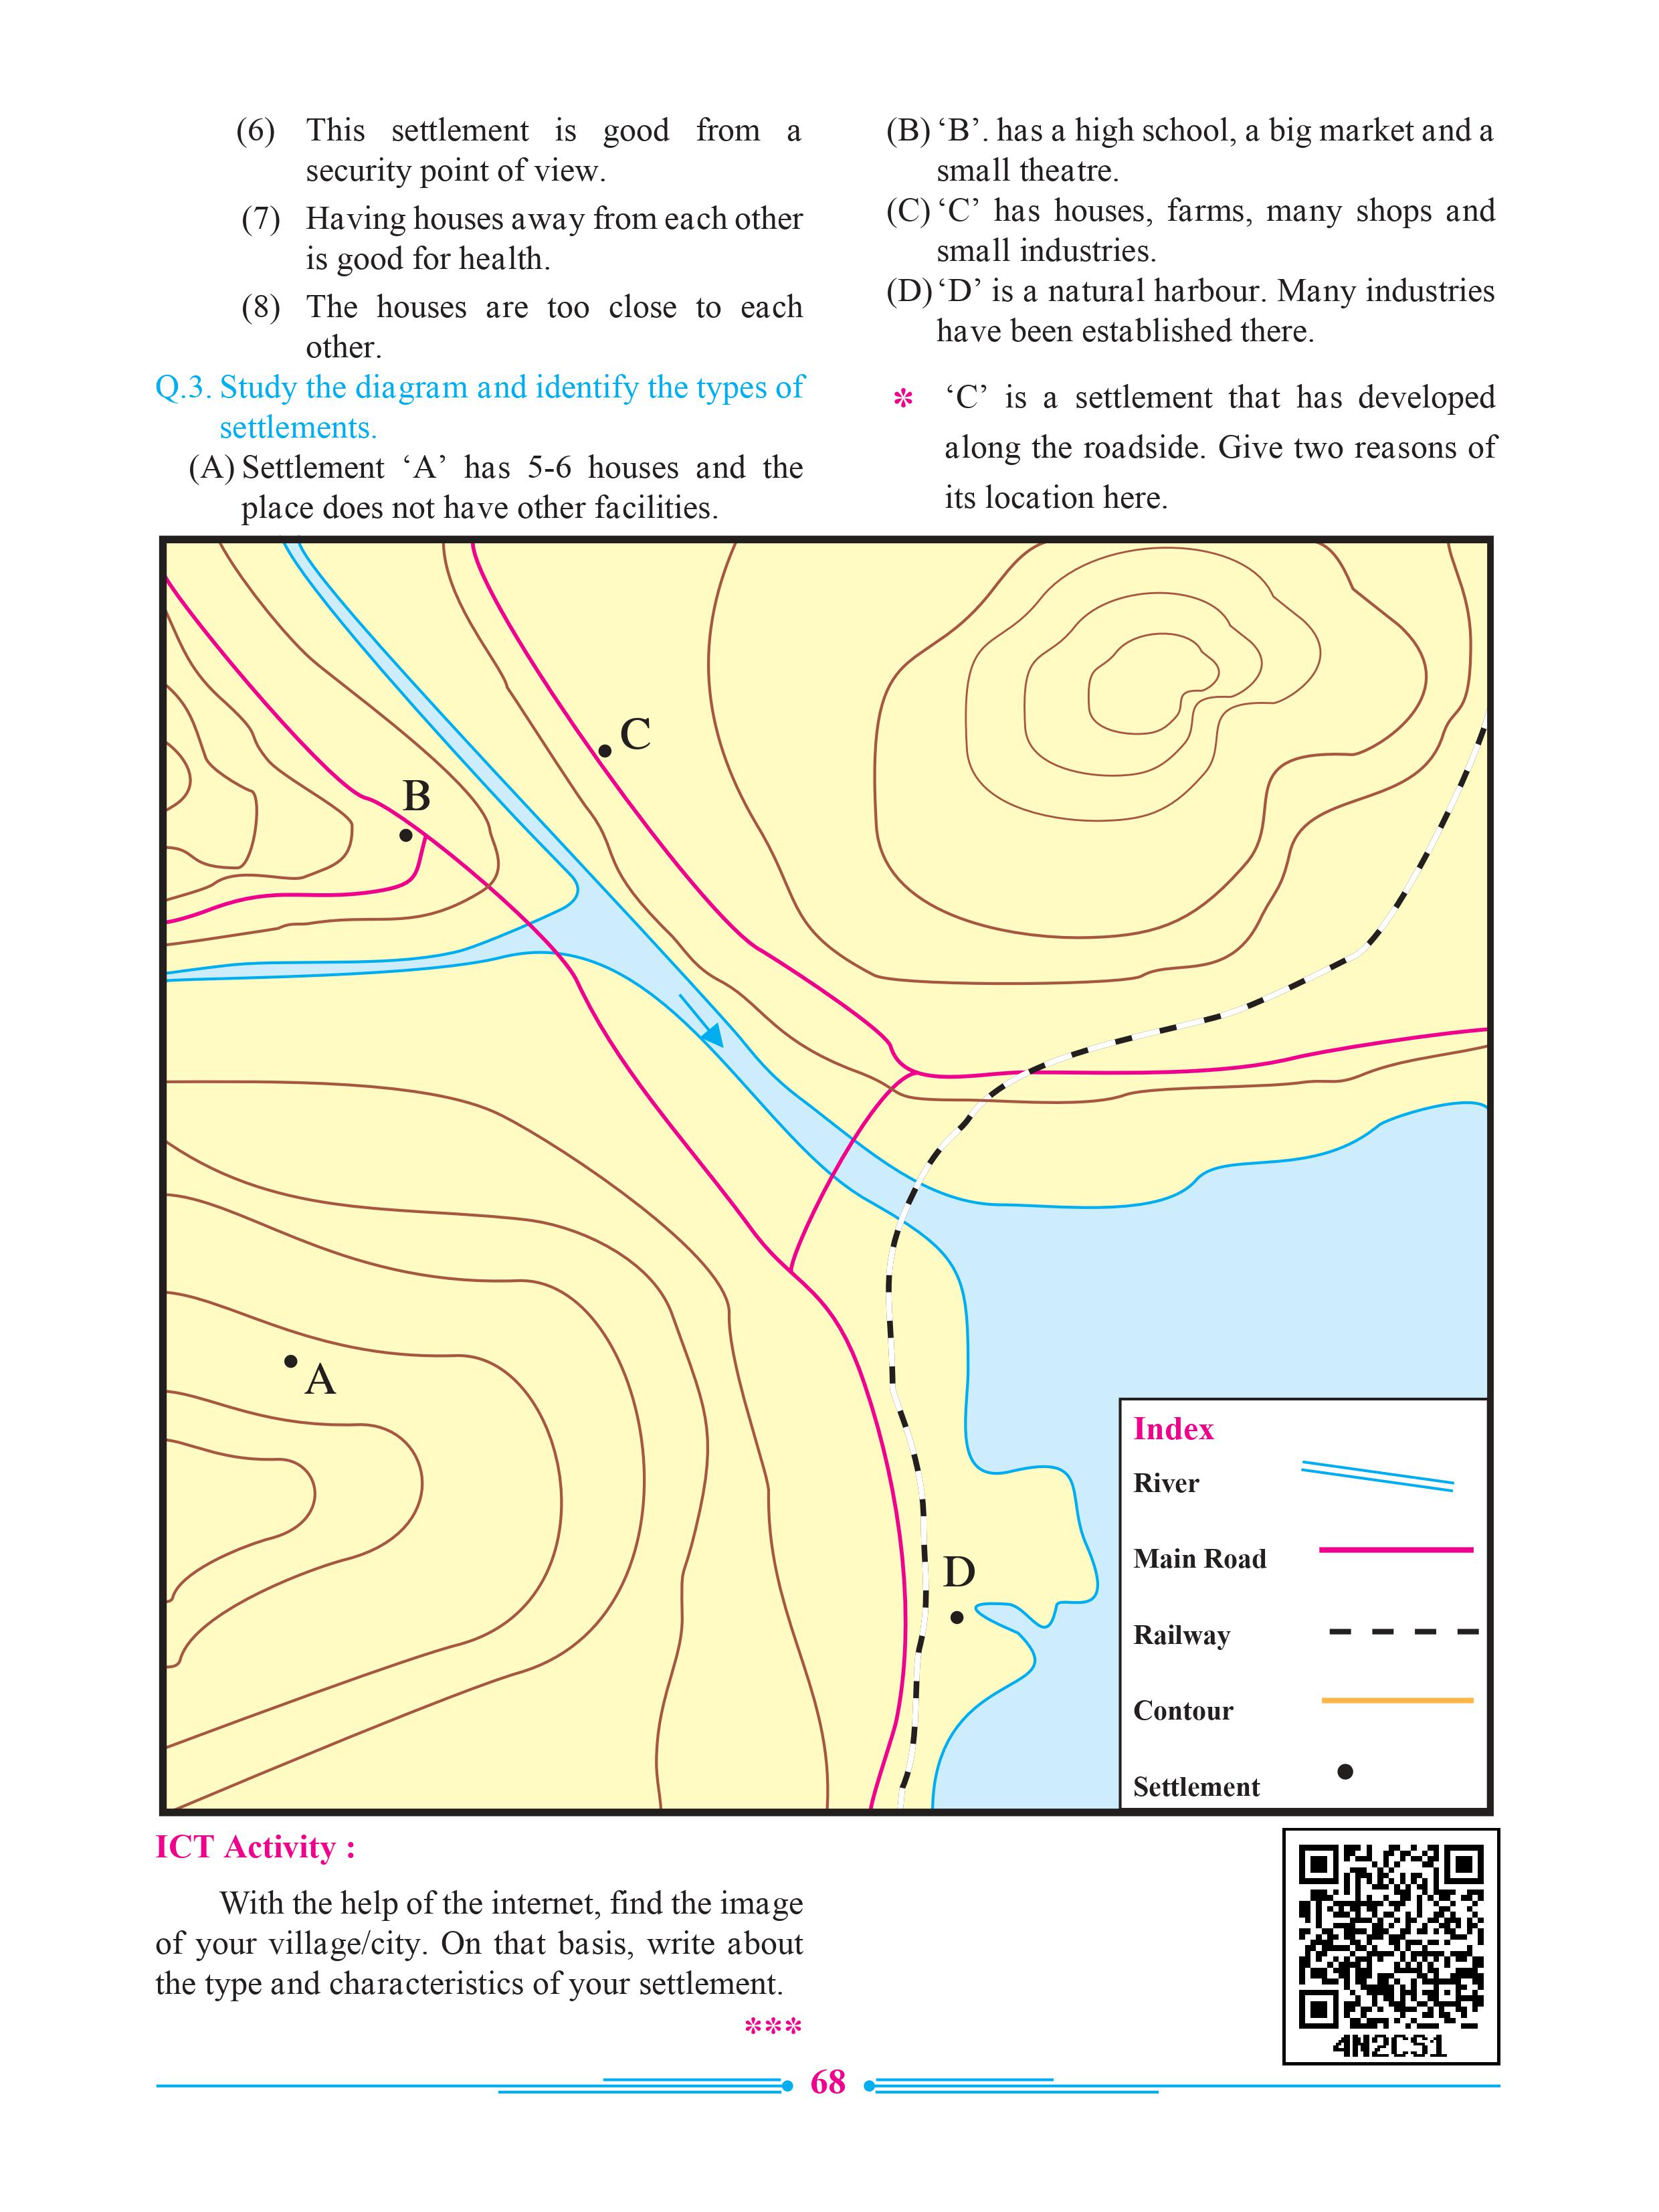 (6) This settlement is good from a
security point of view.
(7) Having houses away from each other
is good for health.
(8) The houses are too close to each
other.
Q.3. Study the diagram and identify the types of
settlements.
(A) Settlement ‘A’ has 5-6 houses and the
place does not have other facilities.
(B) ‘B’. has a high school, a big market and a
small theatre.
(C) ‘C’ has houses, farms, many shops and
small industries.
(D) ‘D’ is a natural harbour. Many industries
have been established there.
* ‘C’ is a settlement that has developed
along the roadside. Give two reasons of
its location here.
C
B
A
D
Index
River
Main Road
Railway
Contour
Settlement
ICT Activity :
With the help of the internet, find the image
of your village/city. On that basis, write about
the type and characteristics of your settlement.
***
4N2CS1
68